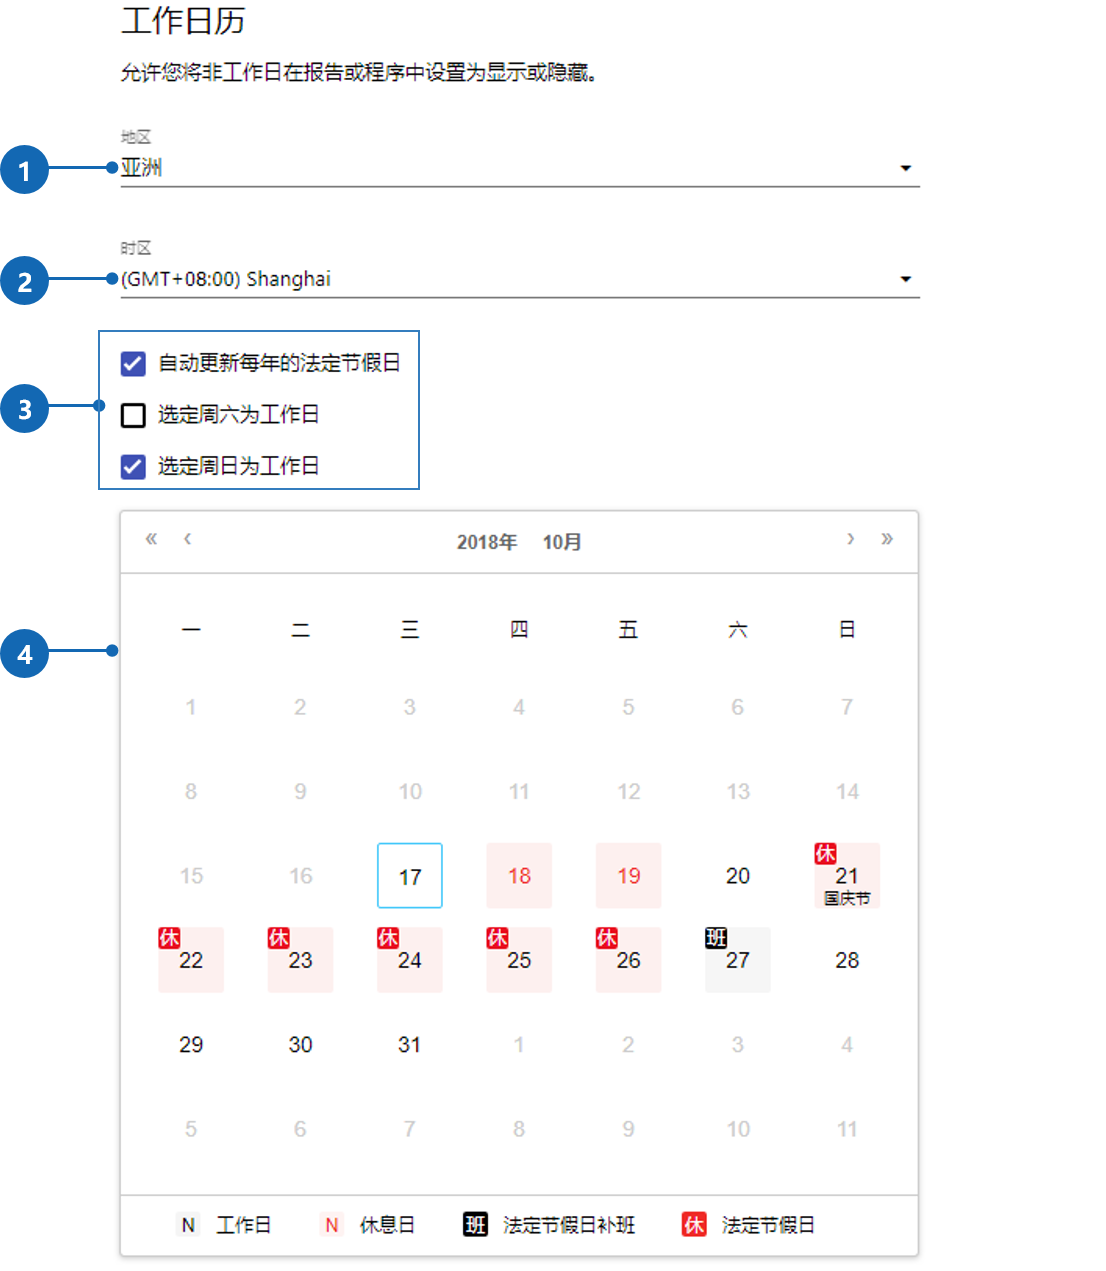 工作日历
允许您将非工作日在报告或程序中设置为显示或隐藏。
地区
1 亚洲
时区
2 (GMT+08:00) Shanghai
自动更新每年的法定节假日
3 选定周六为工作日
选定周日为工作日
« ‹ 2018年 10月 › »
一 二 三 四 五 六 日
4
1 2 3 4 5 6 7
8 9 10 11 12 13 14
15 16 17 18 19 20 休 21
国庆节
休 22 休 23 休 24 休 25 休 26 班 27 28
29 30 31 1 2 3 4
5 6 7 8 9 10 11
N 工作日 N 休息日 班 法定节假日补班 休 法定节假日